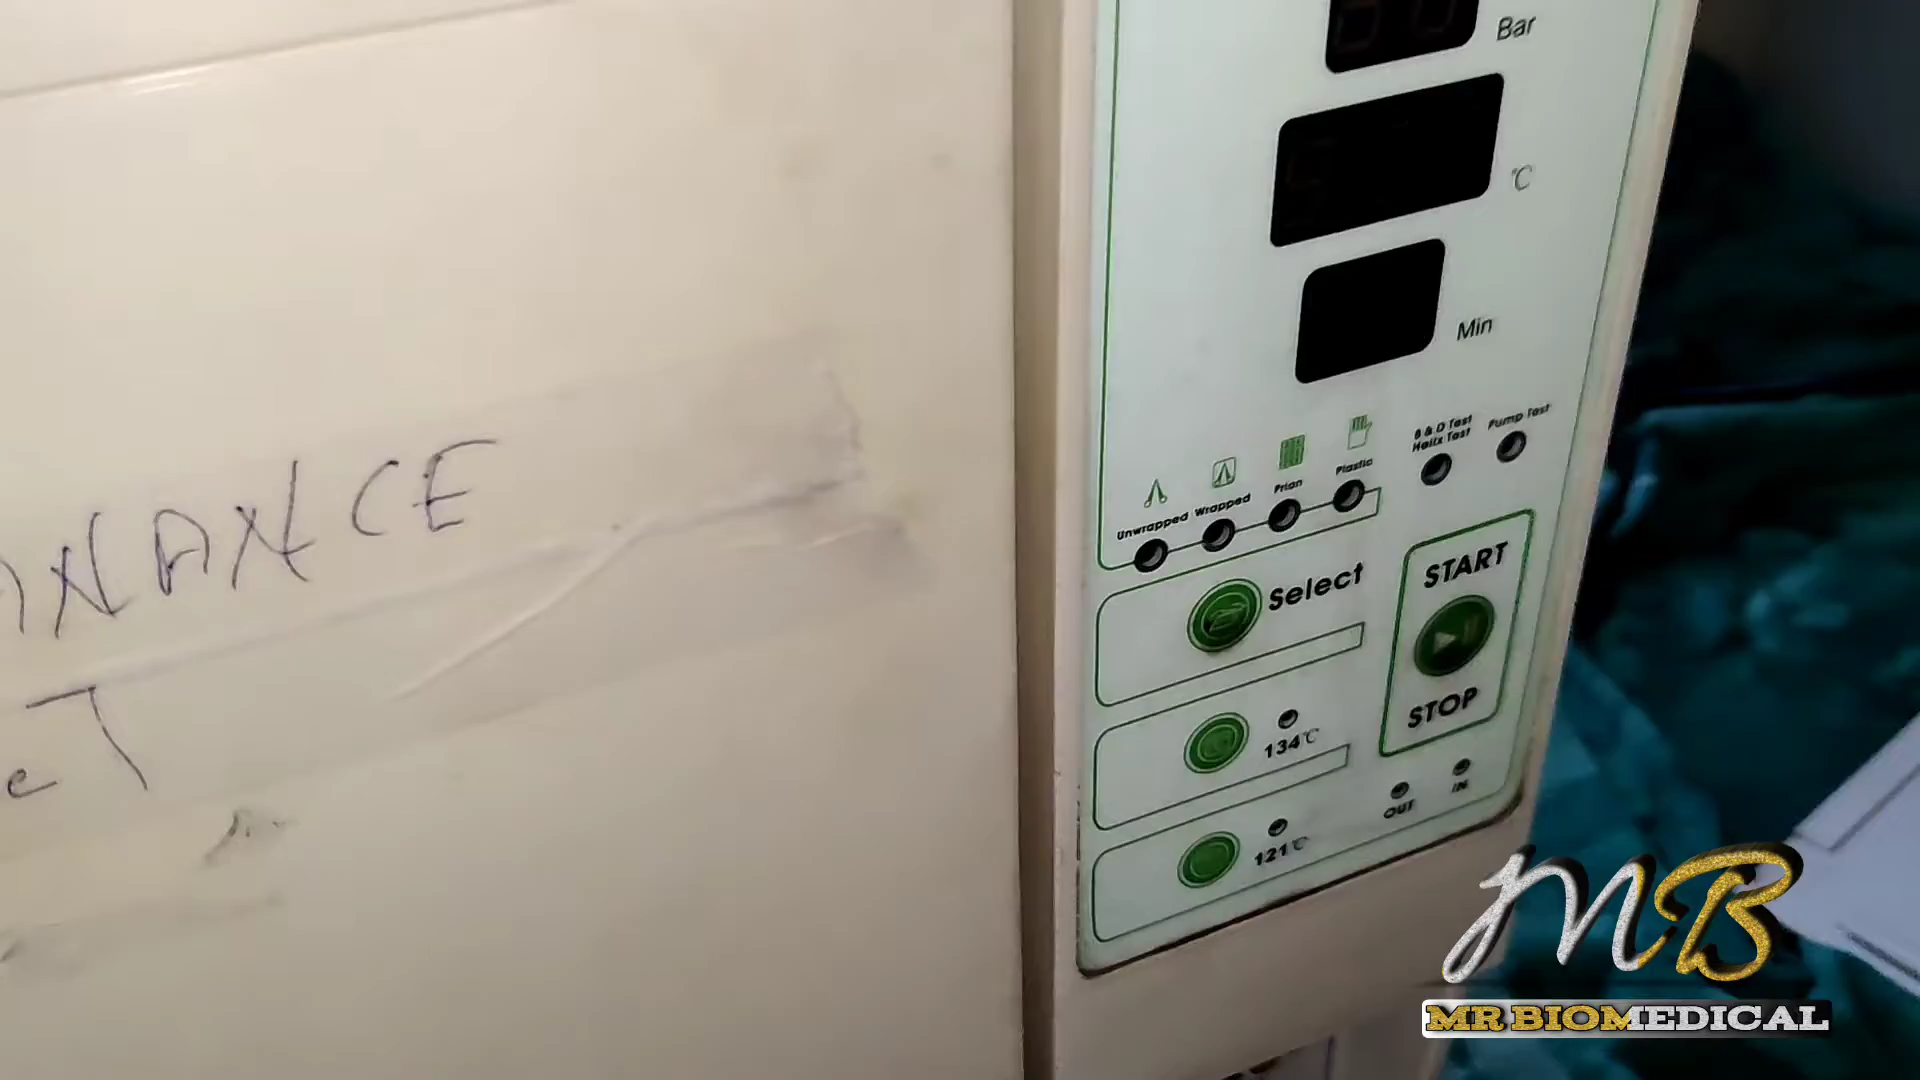 Bar
℃
Min
B & D Test
Helix Test
Pump Test
Unwrapped
Wrapped
Prion
Plastic
Select
START
STOP
134℃
121℃
OUT
IN
NANCE
MB
MR BIOMEDICAL